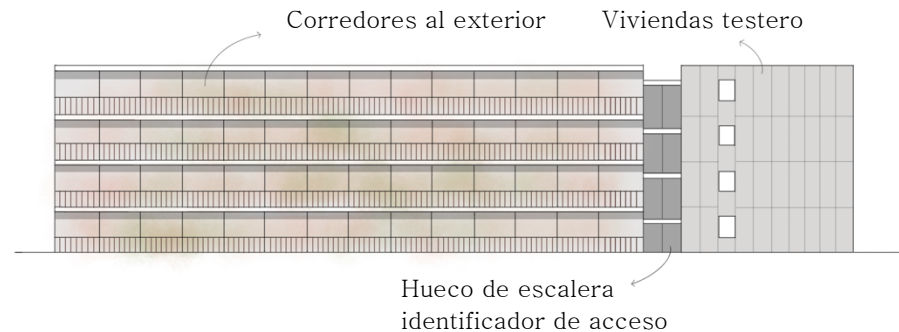 Corredores al exterior
Viviendas testero
Hueco de escalera
identificador de acceso